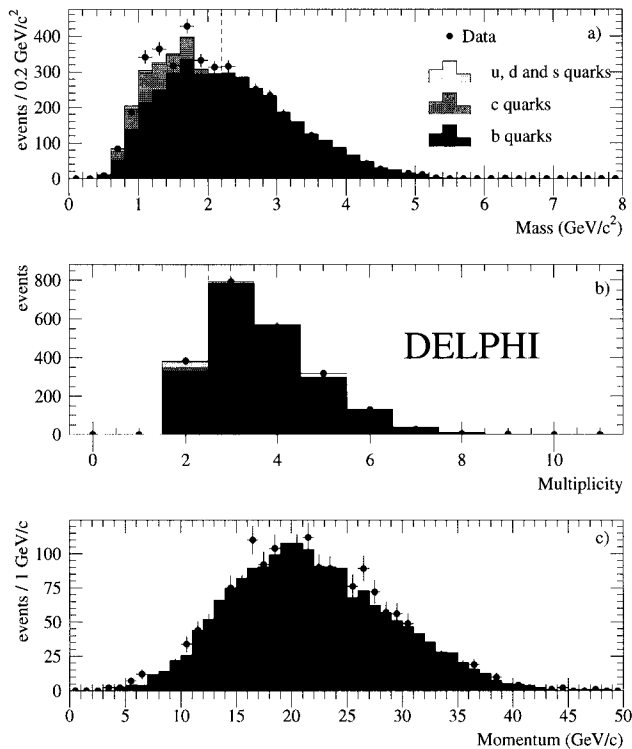 events / 0.2 GeV/c²
400
300
200
100
0
a)
Data
u, d and s quarks
c quarks
b quarks
0 1 2 3 4 5 6 7 8
Mass (GeV/c²)
events
800
600
400
200
0
b)
DELPHI
0 2 4 6 8 10
Multiplicity
events / 1 GeV/c
100
75
50
25
0
c)
0 5 10 15 20 25 30 35 40 45 50
Momentum (GeV/c)